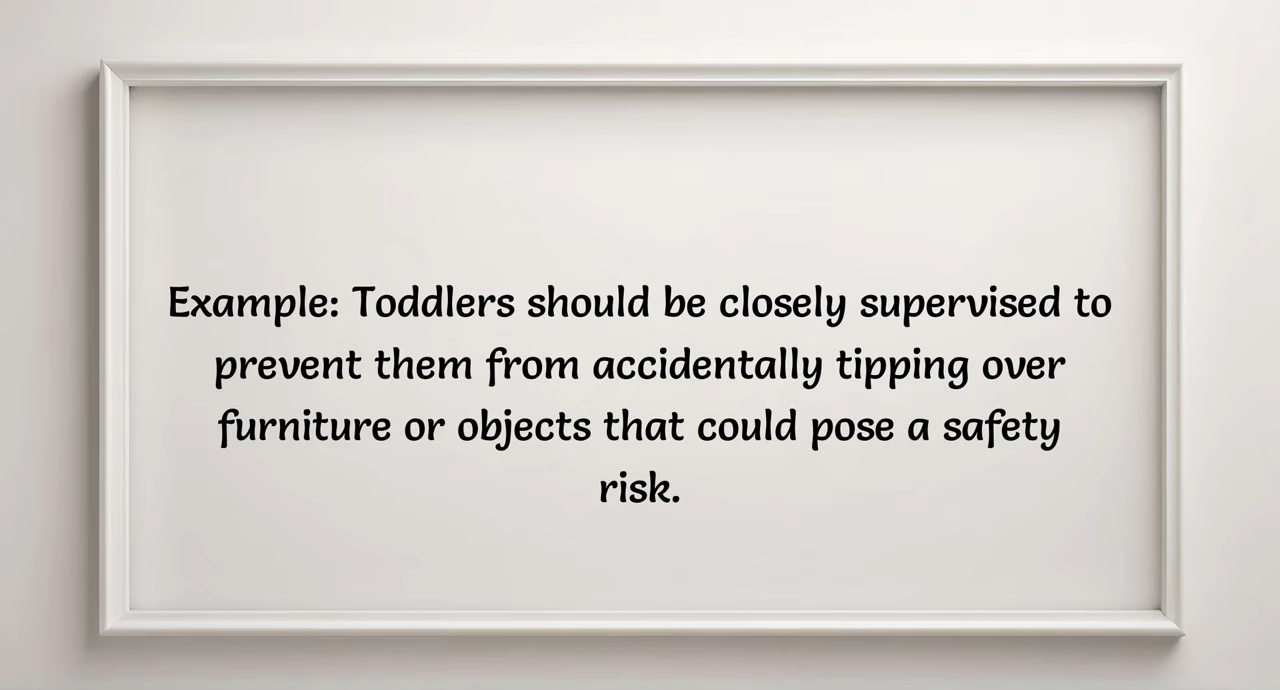 Example: Toddlers should be closely supervised to
prevent them from accidentally tipping over
furniture or objects that could pose a safety
risk.